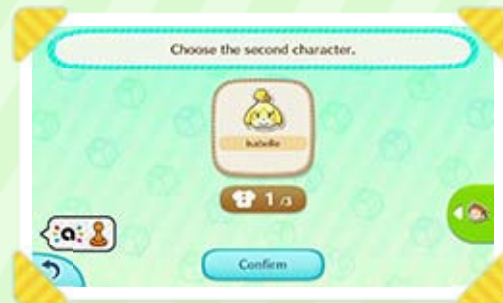 Choose the second character.
Isabelle
1/3
Confirm